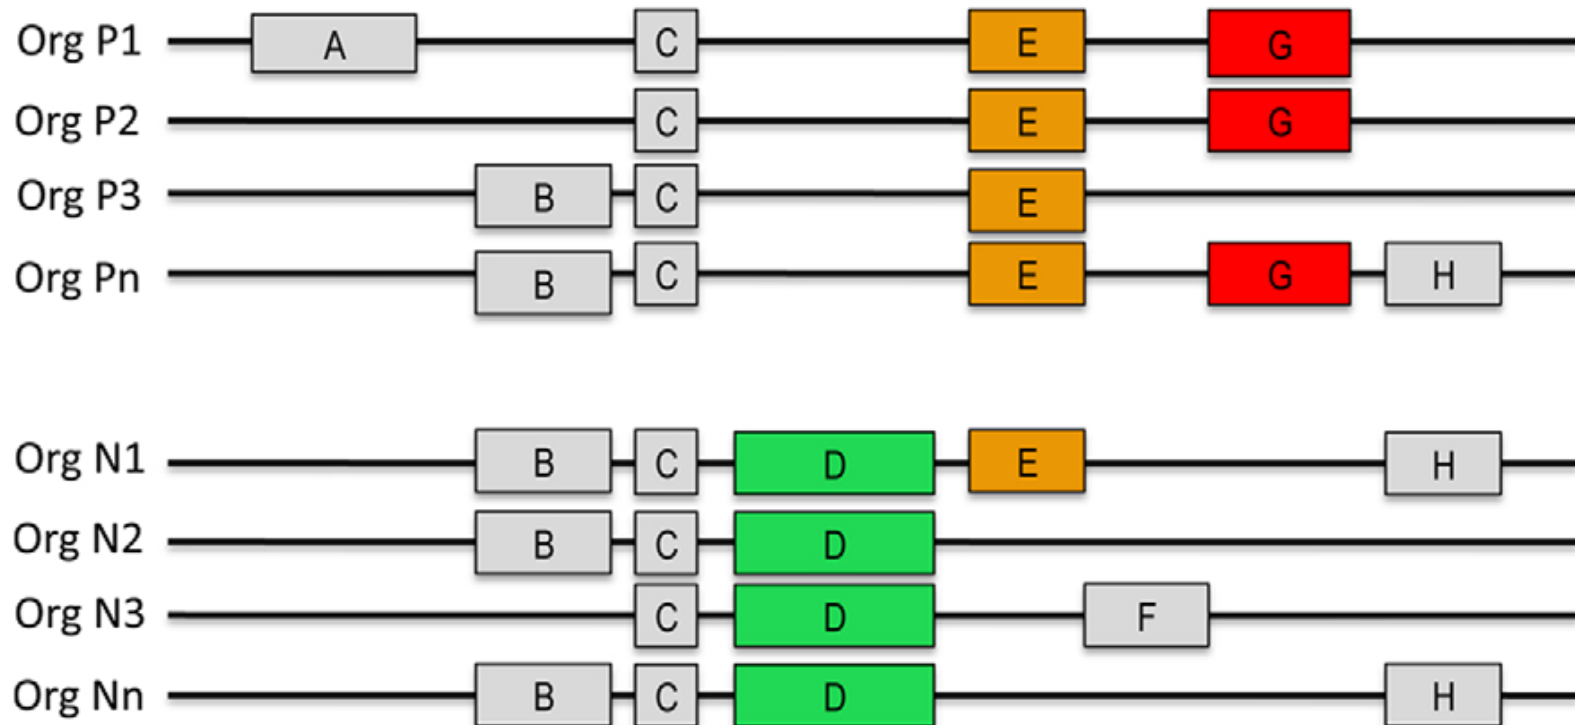 Org P1 A C E G
Org P2 C E G
Org P3 B C E
Org Pn B C E G H
Org N1 B C D E H
Org N2 B C D
Org N3 C D F
Org Nn B C D H